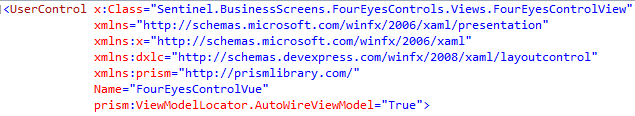 <UserControl x:Class="Sentinel.BusinessScreens.FourEyesControls.Views.FourEyesControlView"
xmlns="http://schemas.microsoft.com/winfx/2006/xaml/presentation"
xmlns:x="http://schemas.microsoft.com/winfx/2006/xaml"
xmlns:dxlc="http://schemas.devexpress.com/winfx/2008/xaml/layoutcontrol"
xmlns:prism="http://prismlibrary.com/"
Name="FourEyesControlVue"
prism:ViewModelLocator.AutoWireViewModel="True">